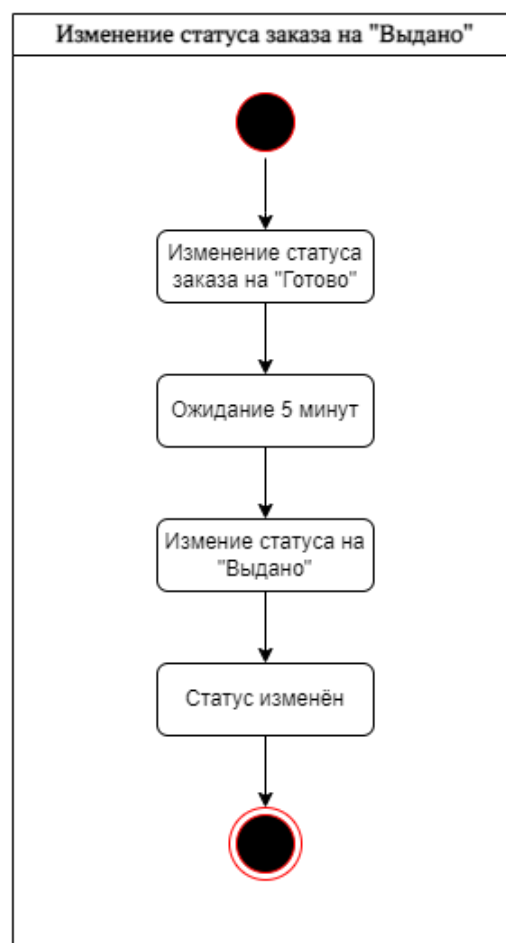 Изменение статуса заказа на "Выдано"
Изменение статуса
заказа на "Готово"
Ожидание 5 минут
Измение статуса на
"Выдано"
Статус изменён